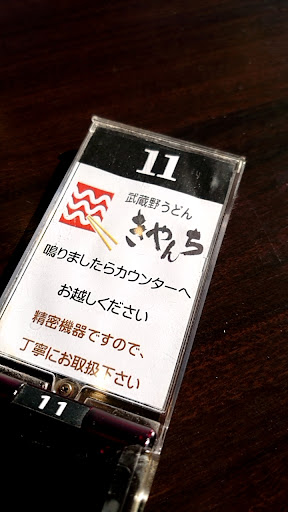 11
武蔵野うどん
きゃんち
鳴りましたらカウンターへ
お越しください
精密機器ですので、
丁寧にお取扱下さい
11